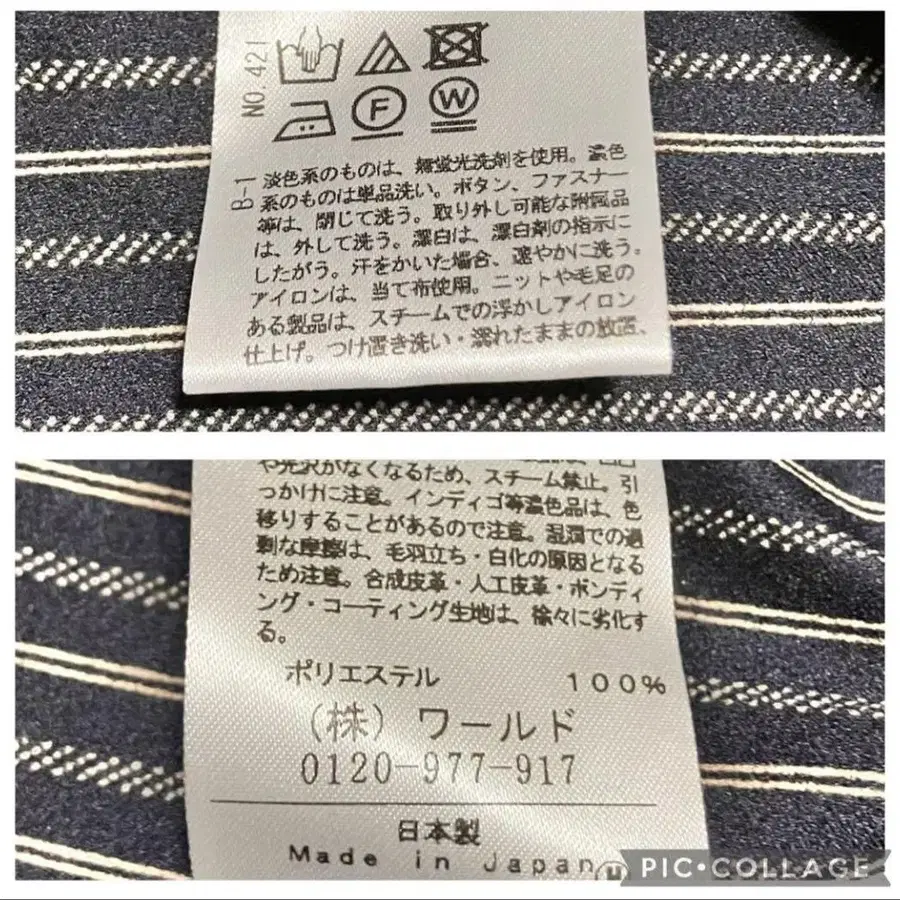 NO.421
F
W
B-1
淡色系のものは、無蛍光洗剤を使用。濃色
系のものは単品洗い。ボタン、ファスナー
等は、閉じて洗う。取り外し可能な附属品
は、外して洗う。漂白は、漂白剤の指示に
したがう。汗をかいた場合、速やかに洗う。
アイロンは、当て布使用。ニットや毛足の
ある製品は、スチームでの浮かしアイロン
仕上げ。つけ置き洗い・濡れたままの放置、
や光沢がなくなるため、スチーム禁止。引
っかけに注意。インディゴ等濃色品は、色
移りすることがあるので注意。湿潤での過
剰な摩擦は、毛羽立ち・白化の原因となる
ため注意。合成皮革・人工皮革・ボンディ
ング・コーティング生地は、徐々に劣化す
る。
ポリエステル 100%
(株)ワールド
0120-977-917
日本製
Made in Japan
PIC•COLLAGE